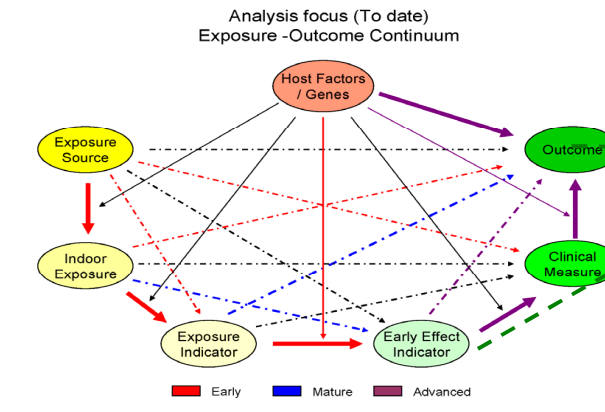 Analysis focus (To date)
Exposure -Outcome Continuum
Host Factors
/ Genes
Exposure
Source
Outcome
Indoor
Exposure
Clinical
Measure
Exposure
Indicator
Early Effect
Indicator
Early
Mature
Advanced